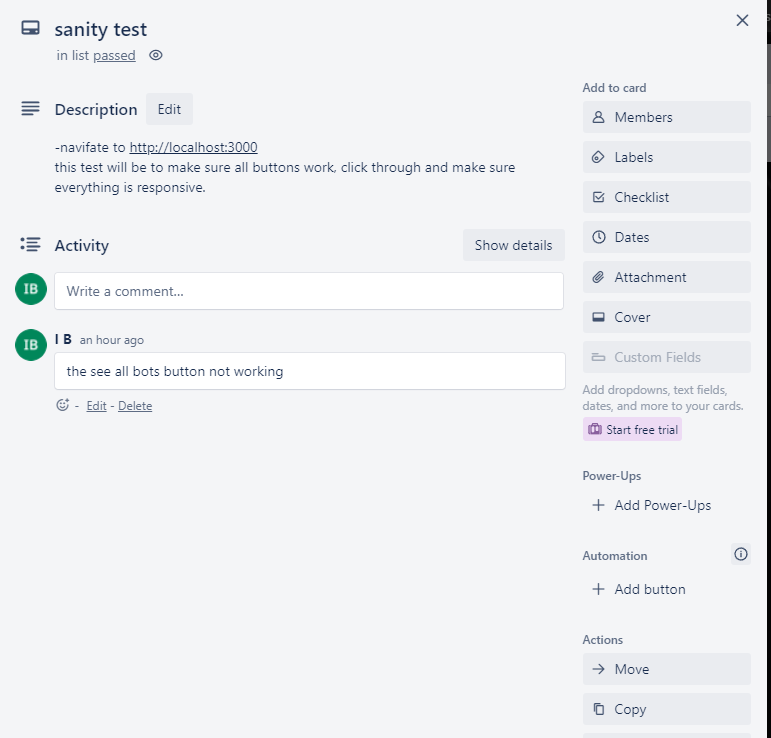 sanity test
in list passed
Description
Edit
-navifate to http://localhost:3000
this test will be to make sure all buttons work, click through and make sure
everything is responsive.
Activity
Show details
IB
Write a comment...
IB
I B an hour ago
the see all bots button not working
- Edit - Delete
Add to card
Members
Labels
Checklist
Dates
Attachment
Cover
Custom Fields
Add dropdowns, text fields,
dates, and more to your cards.
Start free trial
Power-Ups
+ Add Power-Ups
Automation
+ Add button
Actions
Move
Copy